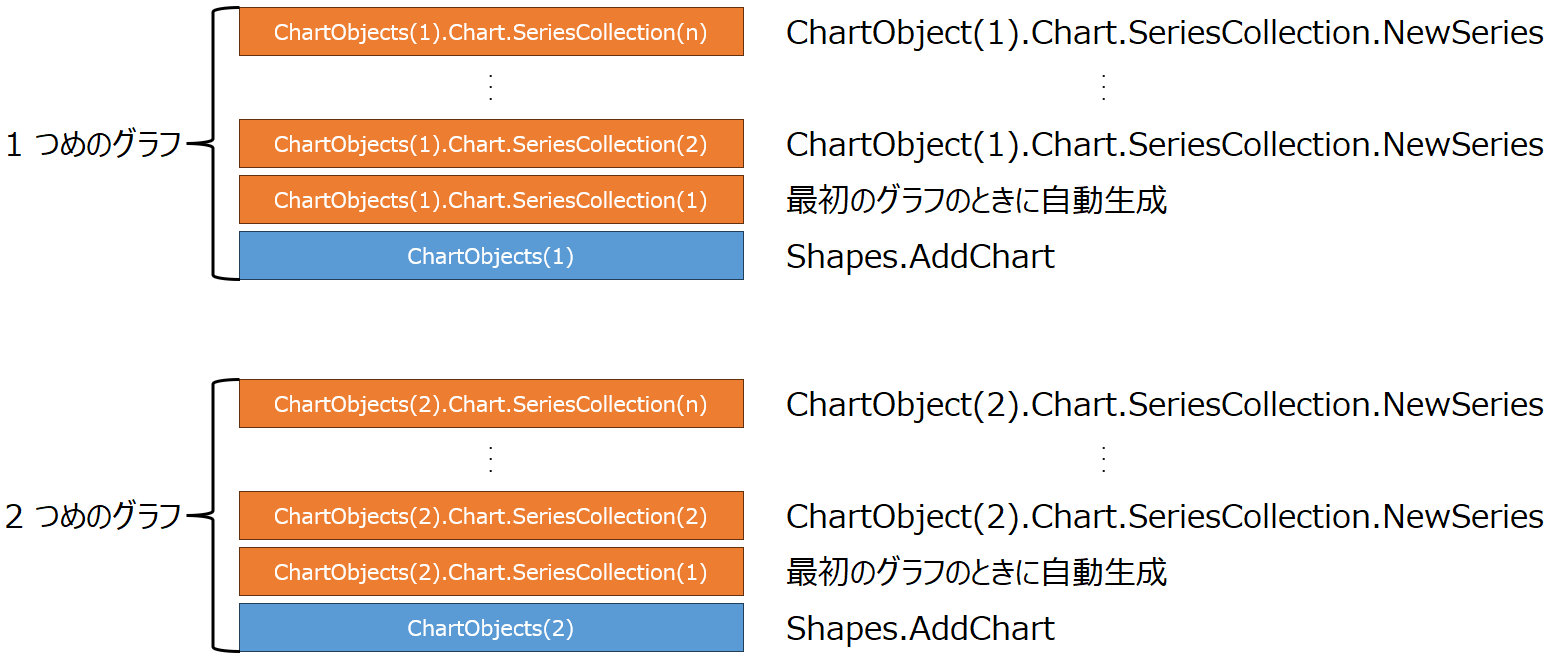 ChartObjects(1).Chart.SeriesCollection(n)
ChartObject(1).Chart.SeriesCollection.NewSeries
⋮
⋮
1 つめのグラフ
ChartObjects(1).Chart.SeriesCollection(2)
ChartObject(1).Chart.SeriesCollection.NewSeries
ChartObjects(1).Chart.SeriesCollection(1)
最初のグラフのときに自動生成
ChartObjects(1)
Shapes.AddChart
ChartObjects(2).Chart.SeriesCollection(n)
ChartObject(2).Chart.SeriesCollection.NewSeries
⋮
⋮
2 つめのグラフ
ChartObjects(2).Chart.SeriesCollection(2)
ChartObject(2).Chart.SeriesCollection.NewSeries
ChartObjects(2).Chart.SeriesCollection(1)
最初のグラフのときに自動生成
ChartObjects(2)
Shapes.AddChart